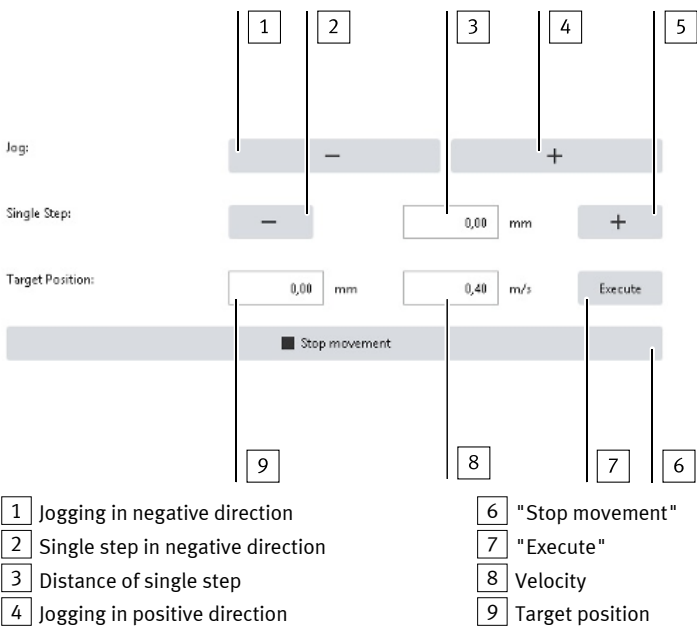 1 2 3 4 5
Jog: − +
Single Step: − 0,00 mm +
Target Position: 0,00 mm 0,40 m/s Execute
Stop movement
9 8 7 6
1 Jogging in negative direction
2 Single step in negative direction
3 Distance of single step
4 Jogging in positive direction
6 "Stop movement"
7 "Execute"
8 Velocity
9 Target position